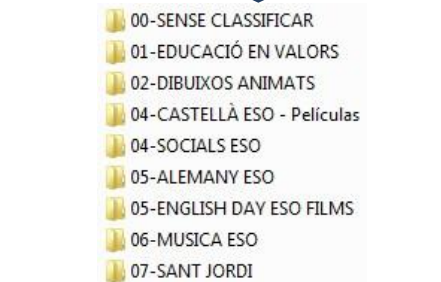 00-SENSE CLASSIFICAR
01-EDUCACIÓ EN VALORS
02-DIBUIXOS ANIMATS
04-CASTELLÀ ESO - Películas
04-SOCIALS ESO
05-ALEMANY ESO
05-ENGLISH DAY ESO FILMS
06-MUSICA ESO
07-SANT JORDI